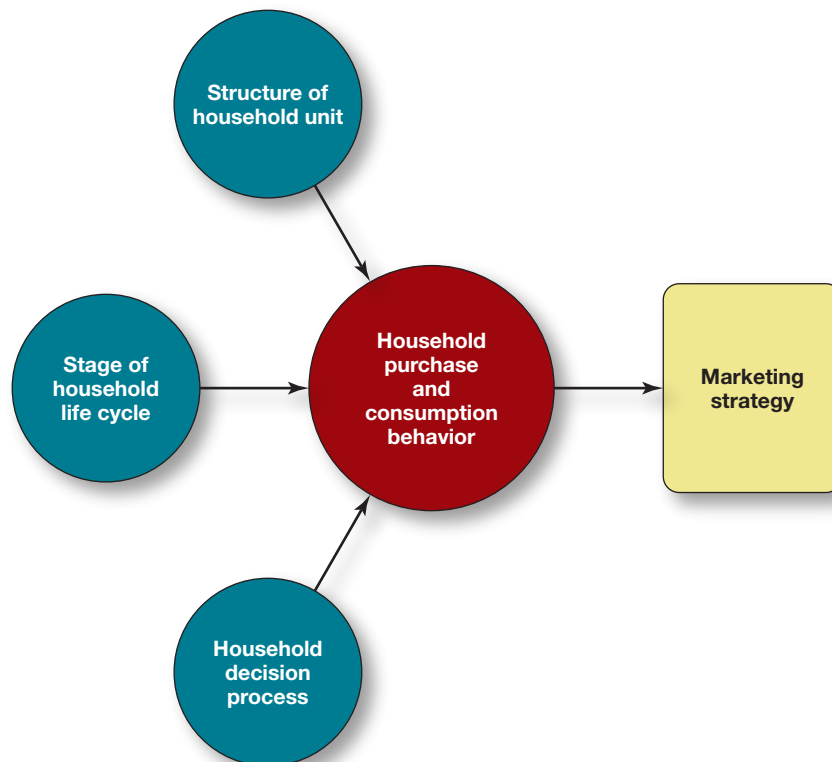 Structure of
household unit
Stage of
household
life cycle
Household
purchase
and
consumption
behavior
Marketing
strategy
Household
decision
process